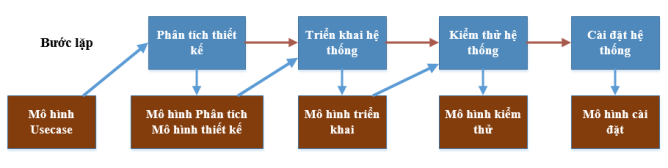 Bước lặp
Phân tích thiết
kế
Triển khai hệ
thống
Kiểm thử hệ
thống
Cài đặt hệ
thống
Mô hình
Usecase
Mô hình Phân tích
Mô hình thiết kế
Mô hình triển
khai
Mô hình kiểm
thử
Mô hình cài
đặt